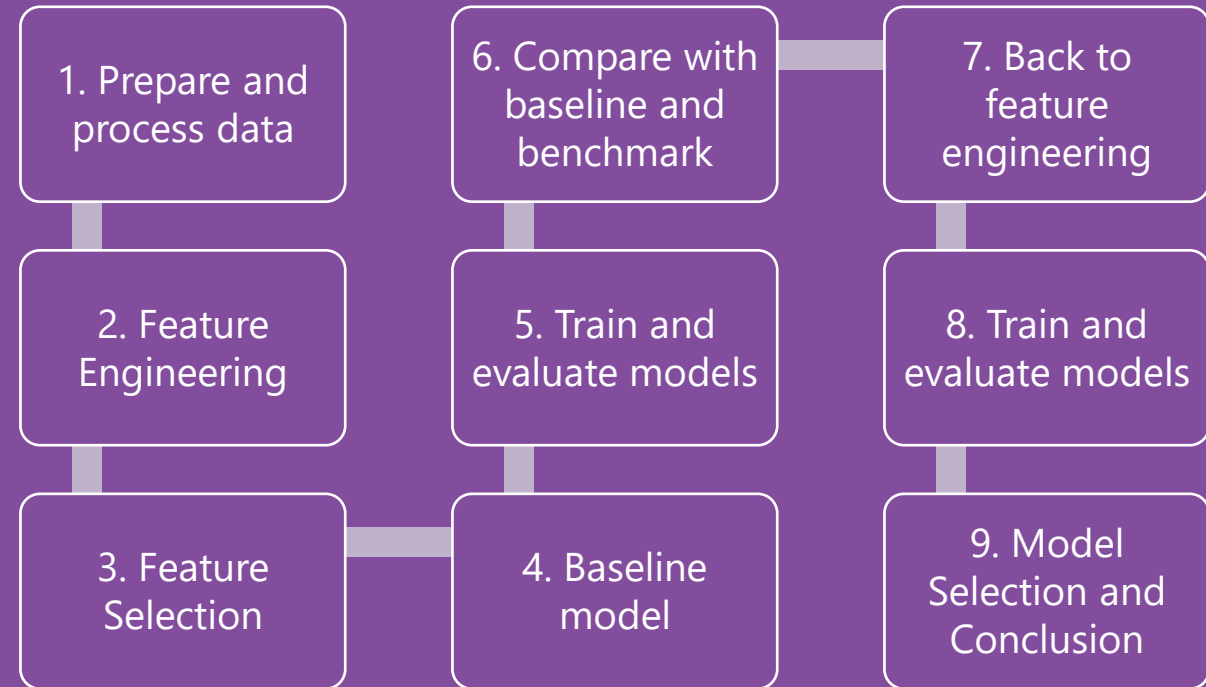 1. Prepare and
process data
2. Feature
Engineering
3. Feature
Selection
4. Baseline
model
5. Train and
evaluate models
6. Compare with
baseline and
benchmark
7. Back to
feature
engineering
8. Train and
evaluate models
9. Model
Selection and
Conclusion